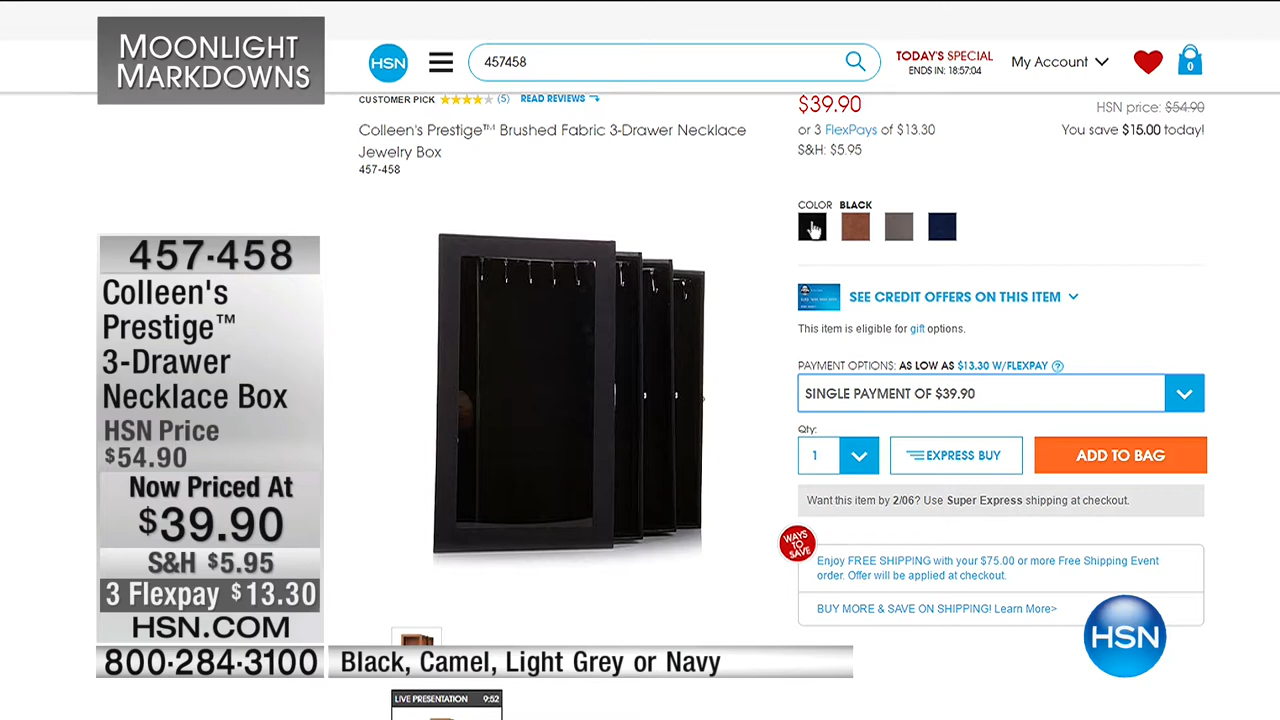 MOONLIGHT
MARKDOWNS
HSN
457458
TODAY'S SPECIAL
ENDS IN: 18:57:04
My Account
0
CUSTOMER PICK (5) READ REVIEWS
Colleen's Prestige™ Brushed Fabric 3-Drawer Necklace
Jewelry Box
457-458
$39.90
HSN price: $54.90
or 3 FlexPays of $13.30
You save $15.00 today!
S&H: $5.95
COLOR BLACK
SEE CREDIT OFFERS ON THIS ITEM
This item is eligible for gift options.
PAYMENT OPTIONS: AS LOW AS $13.30 W/FLEXPAY ?
SINGLE PAYMENT OF $39.90
Qty:
1
EXPRESS BUY
ADD TO BAG
Want this item by 2/06? Use Super Express shipping at checkout.
WAYS
TO
SAVE
Enjoy FREE SHIPPING with your $75.00 or more Free Shipping Event
order. Offer will be applied at checkout.
BUY MORE & SAVE ON SHIPPING! Learn More>
457-458
Colleen's
Prestige™
3-Drawer
Necklace Box
HSN Price
$54.90
Now Priced At
$39.90
S&H $5.95
3 Flexpay $13.30
HSN.COM
800-284-3100
Black, Camel, Light Grey or Navy
HSN
LIVE PRESENTATION 9:52